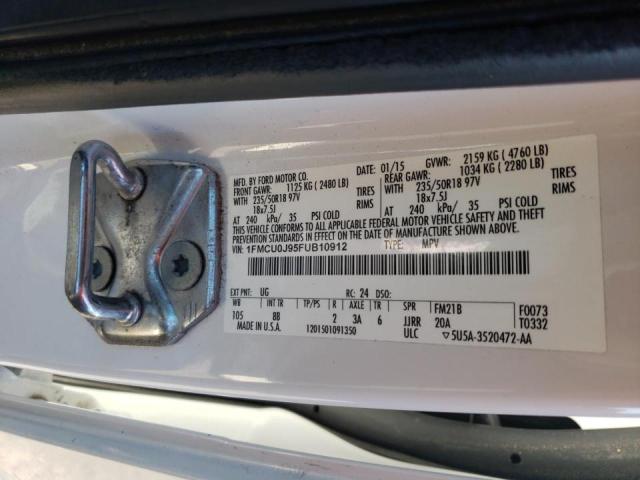 MFD BY FORD MOTOR CO. 01/15 GVWR: 2159 KG ( 4760 LB)
FRONT GAWR: 1125 KG ( 2480 LB) REAR GAWR: 1034 KG ( 2280 LB)
WITH 235/50R18 97V TIRES WITH 235/50R18 97V TIRES
18x7.5J RIMS 18x7.5J RIMS
AT 240 kPa/ 35 PSI COLD AT 240 kPa/ 35 PSI COLD
THIS VEHICLE CONFORMS TO ALL APPLICABLE FEDERAL MOTOR VEHICLE SAFETY AND THEFT
PREVENTION STANDARDS IN EFFECT ON THE DATE OF MANUFACTURE SHOWN ABOVE.
VIN: 1FMCU0J95FUB10912 TYPE: MPV
EXT PNT: UG RC: 24 DSO:
WB INT TR TP/PS R AXLE TR SPR FM21B F0073
105 8B 2 3A 6 JJRR 20A T0332
MADE IN U.S.A. 1201501091350 ULC 5U5A-3520472-AA